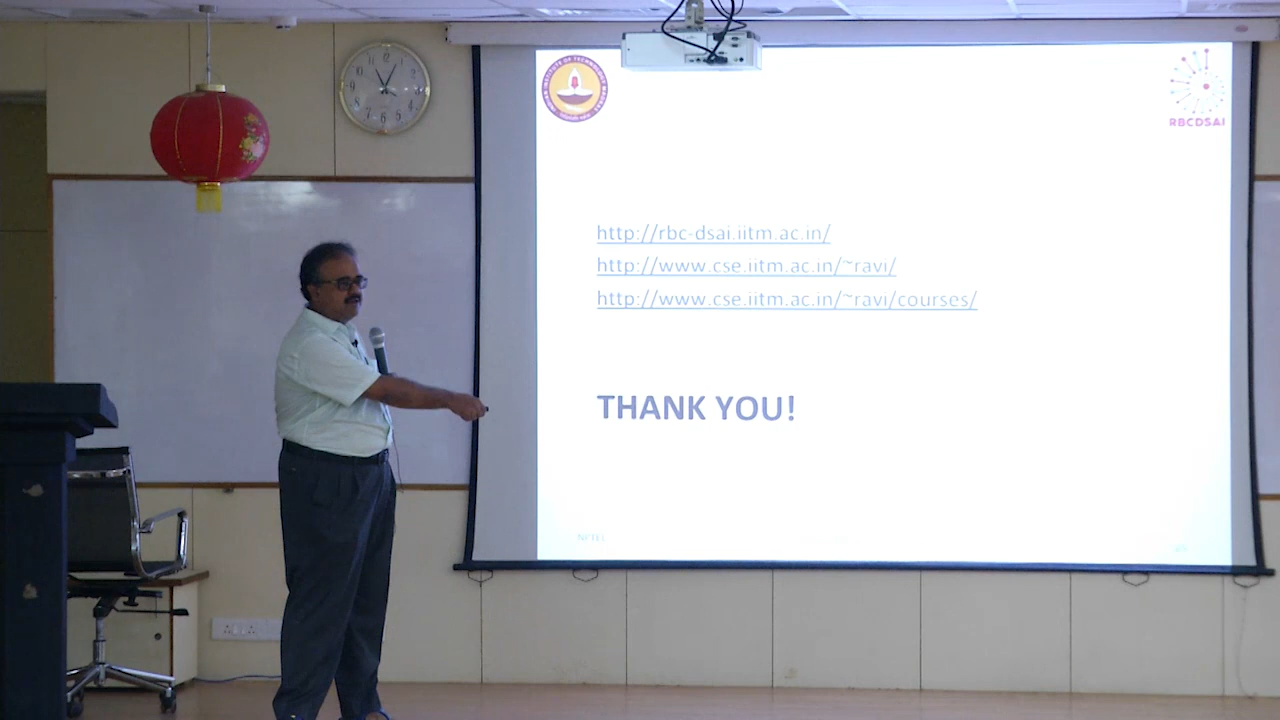 RBCDSAI
http://rbc-dsai.iitm.ac.in/
http://www.cse.iitm.ac.in/~ravi/
http://www.cse.iitm.ac.in/~ravi/courses/
THANK YOU!
NPTEL